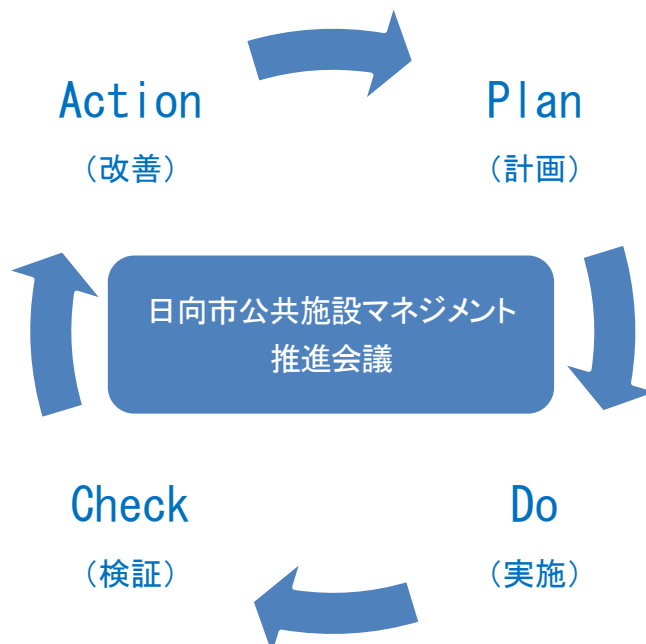 Action
(改善)
Plan
(計画)
日向市公共施設マネジメント
推進会議
Check
(検証)
Do
(実施)